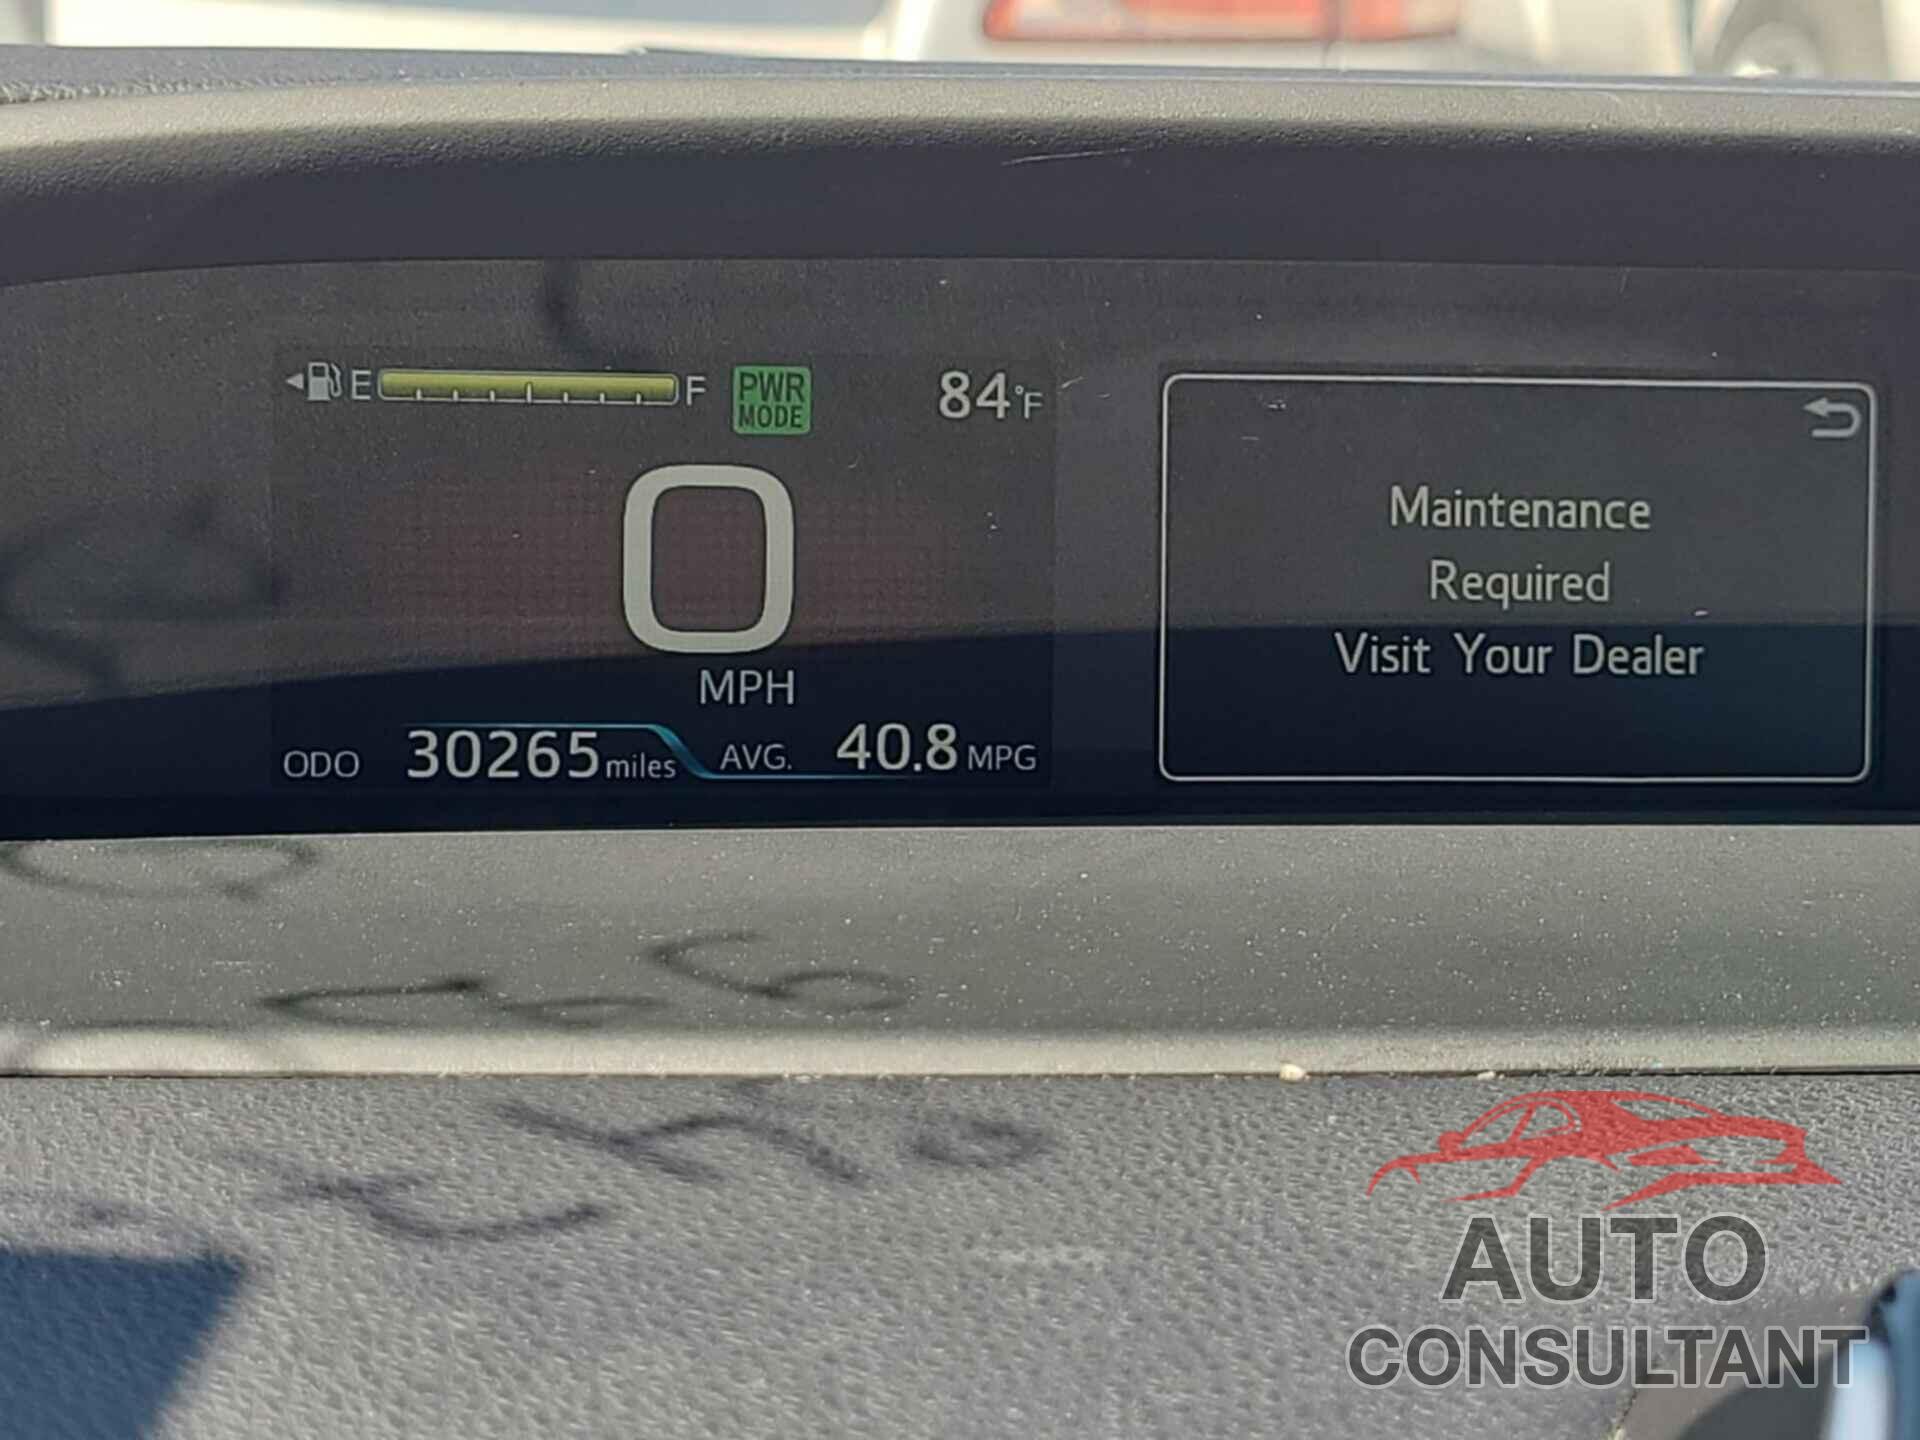 E F PWR MODE 84°F
0
MPH
ODO 30265 miles AVG. 40.8 MPG
Maintenance
Required
Visit Your Dealer
AUTO
CONSULTANT